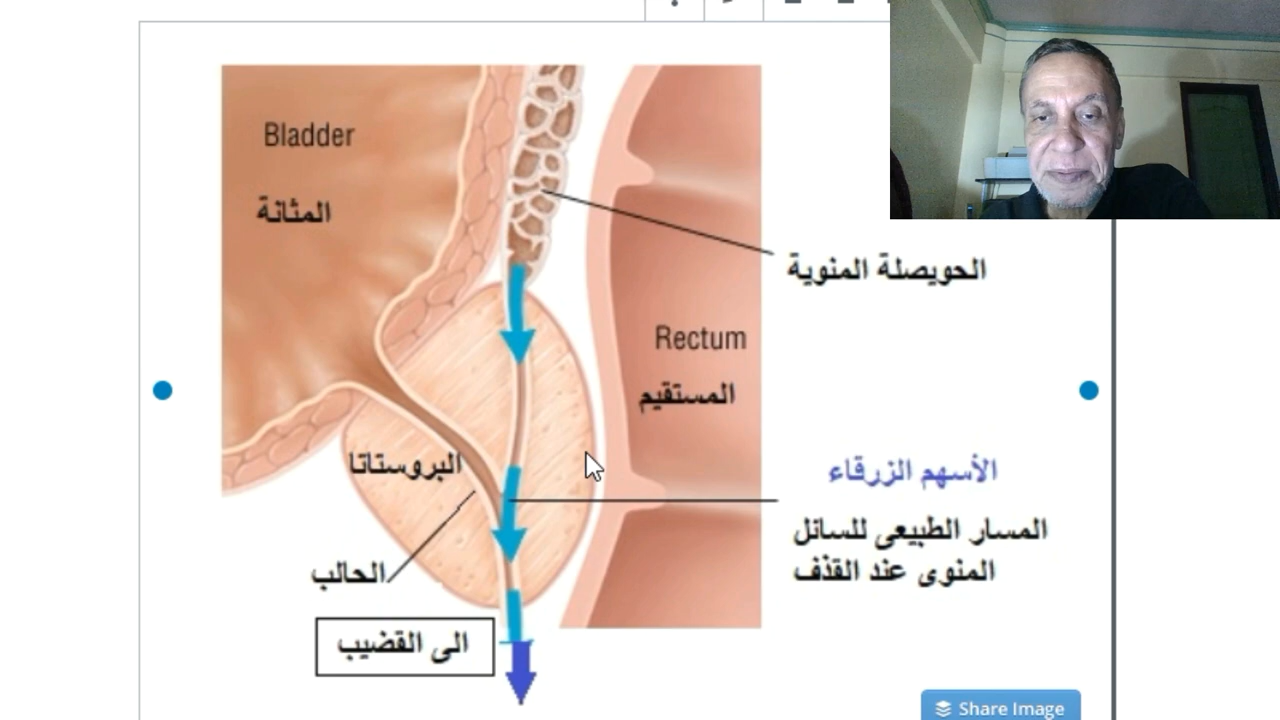 Bladder
المثانة
الحويصلة المنوية
Rectum
المستقيم
البروستاتا
الأسهم الزرقاء
المسار الطبيعى للسائل
المنوى عند القذف
الحالب
الى القضيب
Share Image